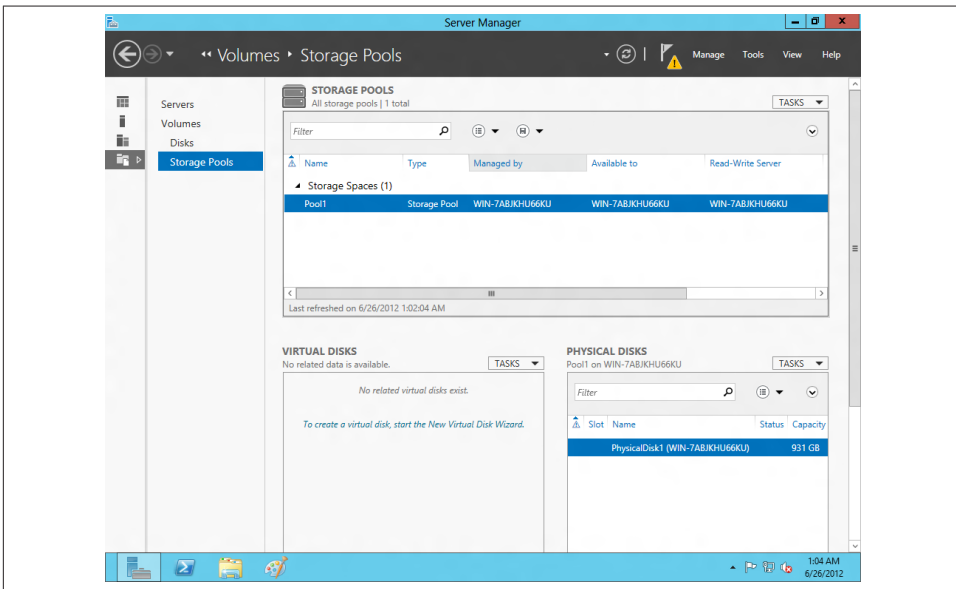 Server Manager
Volumes Storage Pools
Manage Tools View Help
Servers
Volumes
Disks
Storage Pools
STORAGE POOLS
All storage pools | 1 total
TASKS
Filter
Name Type Managed by Available to Read-Write Server
Storage Spaces (1)
Pool1 Storage Pool WIN-7ABJKHU66KU WIN-7ABJKHU66KU WIN-7ABJKHU66KU
Last refreshed on 6/26/2012 1:02:04 AM
VIRTUAL DISKS
No related data is available.
TASKS
No related virtual disks exist.
To create a virtual disk, start the New Virtual Disk Wizard.
PHYSICAL DISKS
Pool1 on WIN-7ABJKHU66KU
TASKS
Filter
Slot Name Status Capacity
PhysicalDisk1 (WIN-7ABJKHU66KU) 931 GB
1:04 AM
6/26/2012